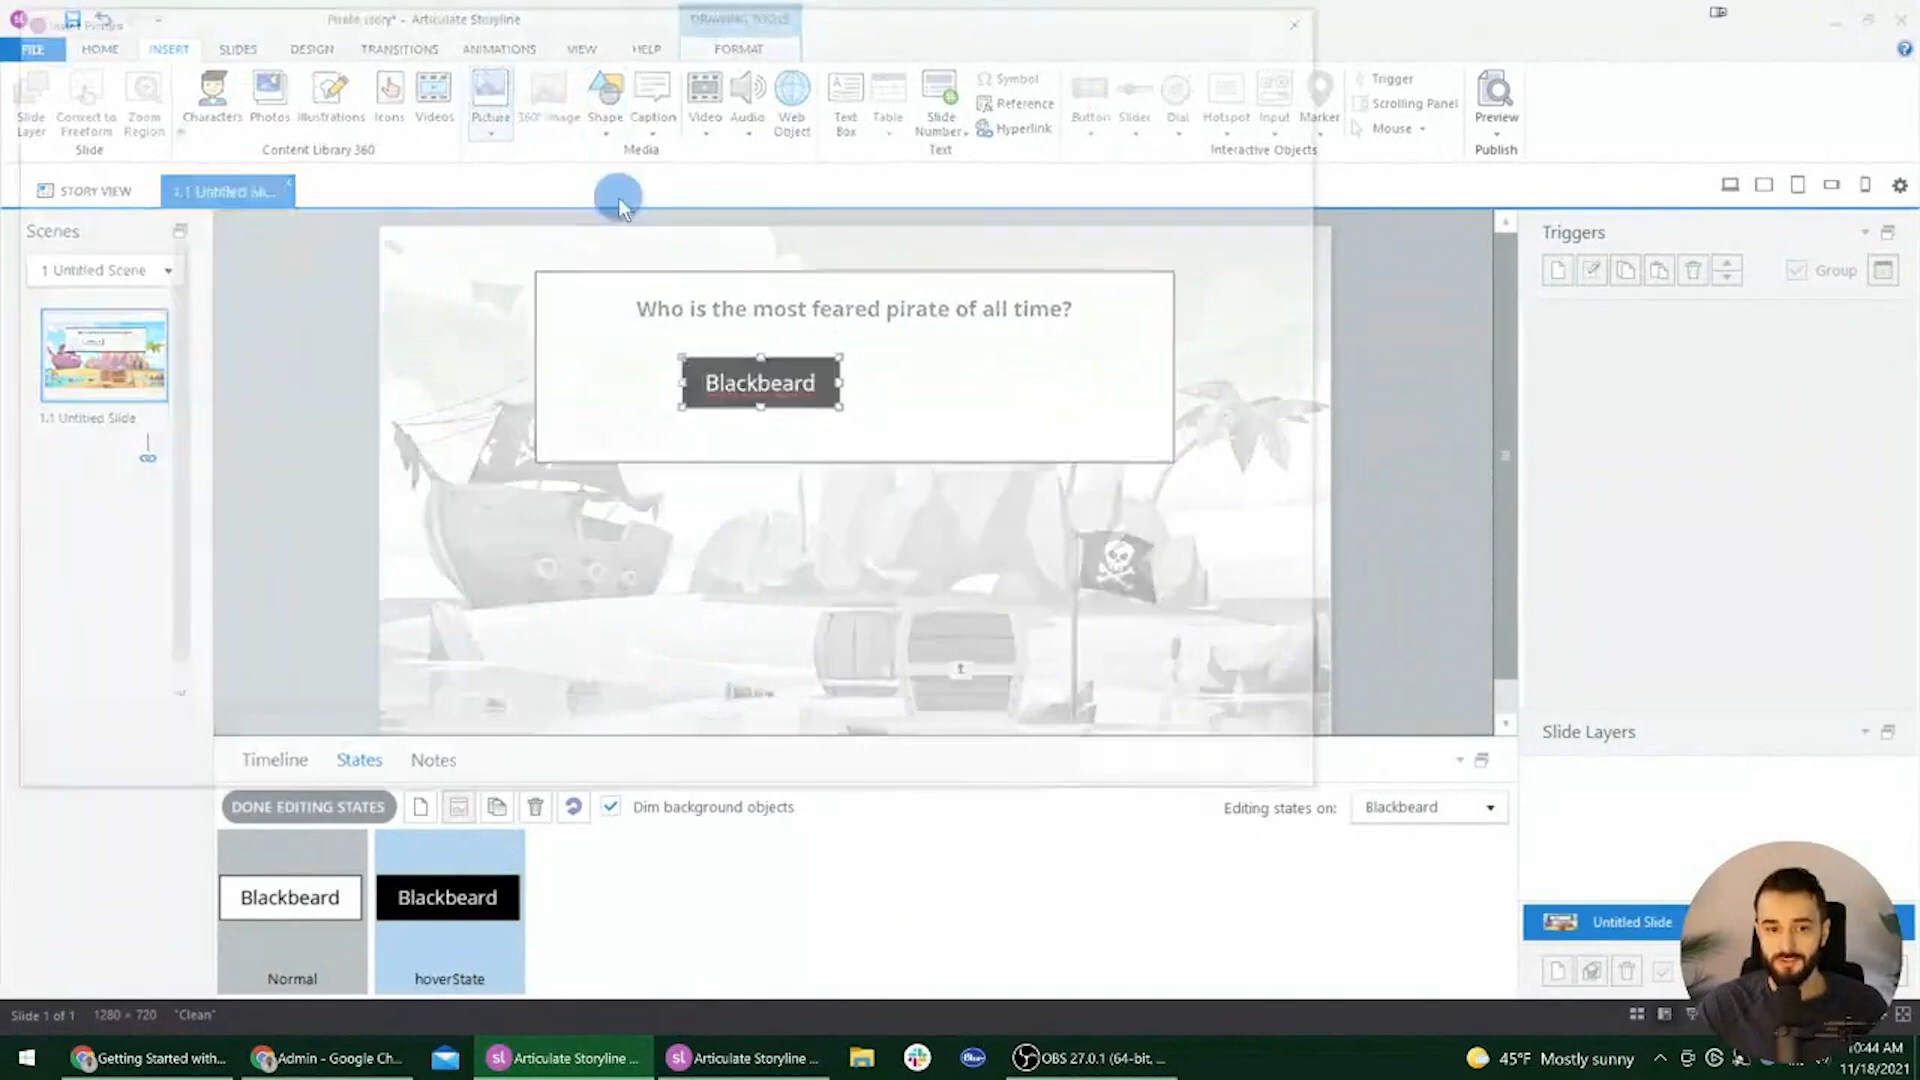 Pirate story* - Articulate Storyline
DRAWING TOOLS
FILE HOME INSERT SLIDES DESIGN TRANSITIONS ANIMATIONS VIEW HELP FORMAT
Slide Layer
Convert to Freeform
Zoom Region
Slide
Characters Photos Illustrations Icons Videos
Content Library 360
Picture 360° Image Shape Caption Video Audio Web Object
Media
Text Box
Table
Slide Number
Symbol
Reference
Hyperlink
Text
Button Slider Dial Hotspot Input Marker
Trigger
Scrolling Panel
Mouse
Interactive Objects
Preview
Publish
STORY VIEW
1.1 Untitled Sli...
Scenes
1 Untitled Scene
1.1 Untitled Slide
Who is the most feared pirate of all time?
Blackbeard
Triggers
Group
Timeline States Notes
DONE EDITING STATES
Dim background objects
Editing states on: Blackbeard
Blackbeard
Normal
Blackbeard
hoverState
Slide Layers
Untitled Slide
Slide 1 of 1 1280 × 720 "Clean"
Getting Started with...
Admin - Google Ch...
Articulate Storyline ...
Articulate Storyline ...
OBS 27.0.1 (64-bit, ...
45°F Mostly sunny
10:44 AM
11/18/2021